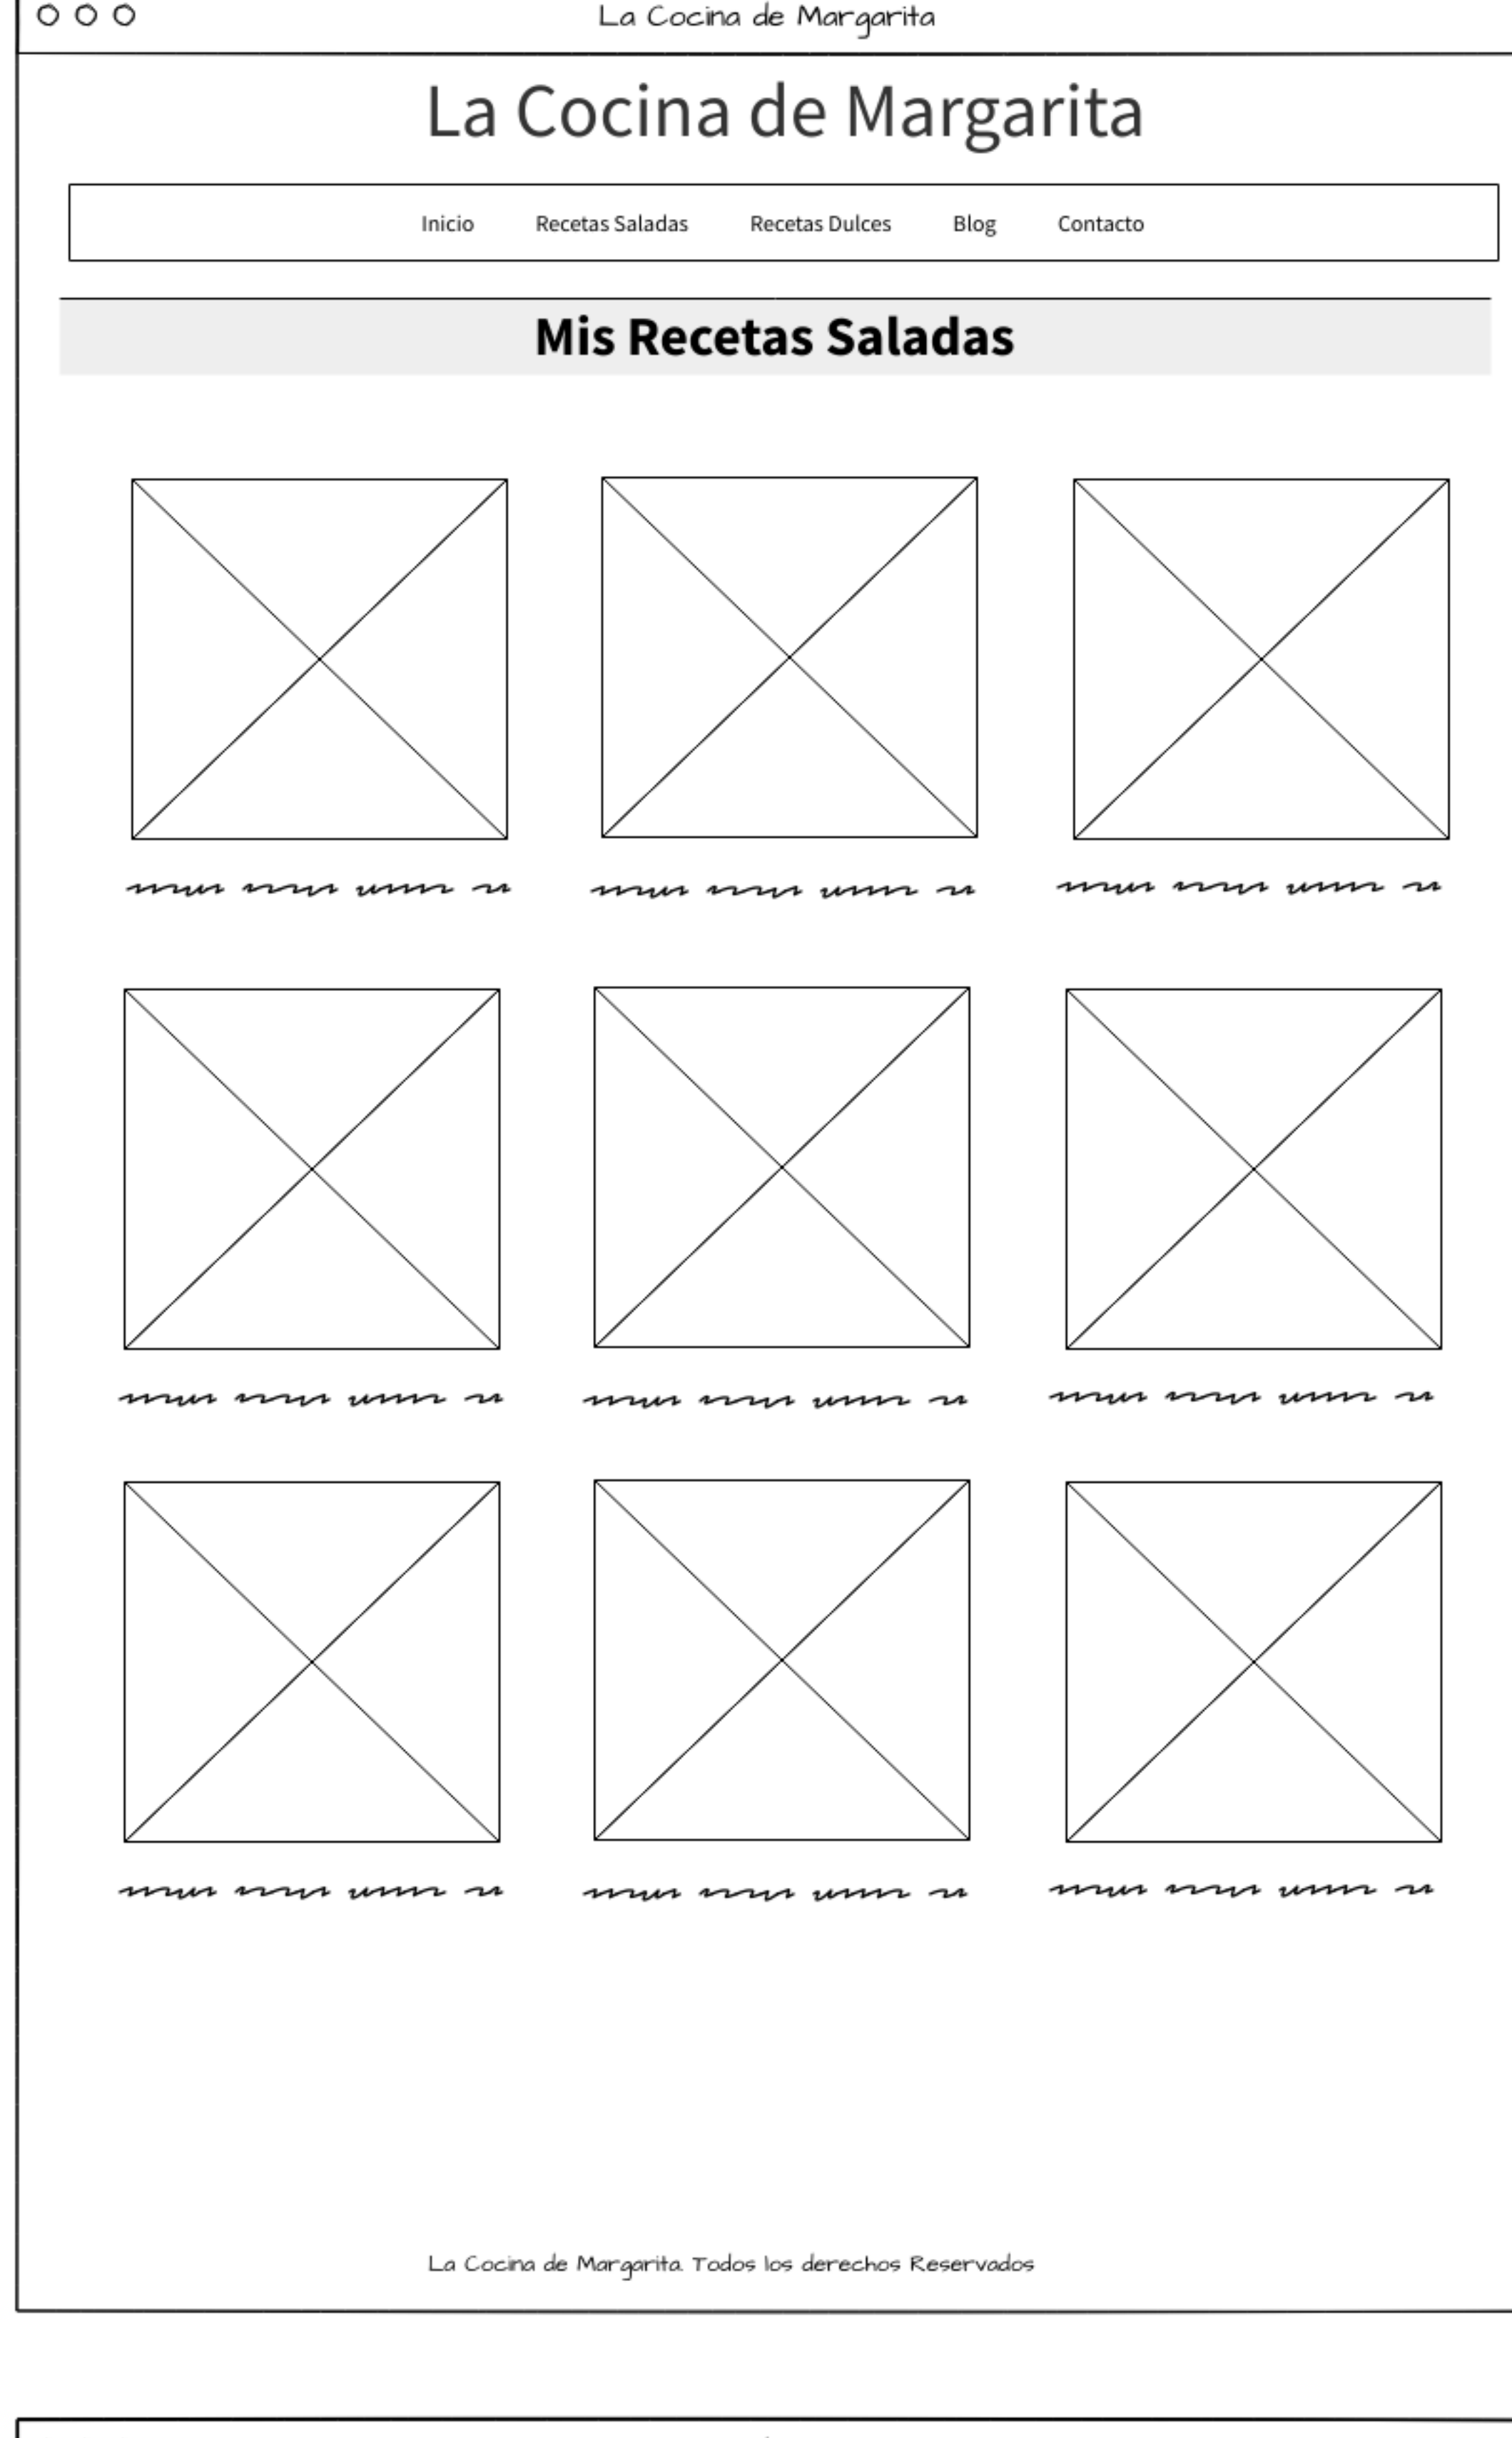 La Cocina de Margarita
La Cocina de Margarita
Inicio Recetas Saladas Recetas Dulces Blog Contacto
Mis Recetas Saladas
La Cocina de Margarita. Todos los derechos Reservados